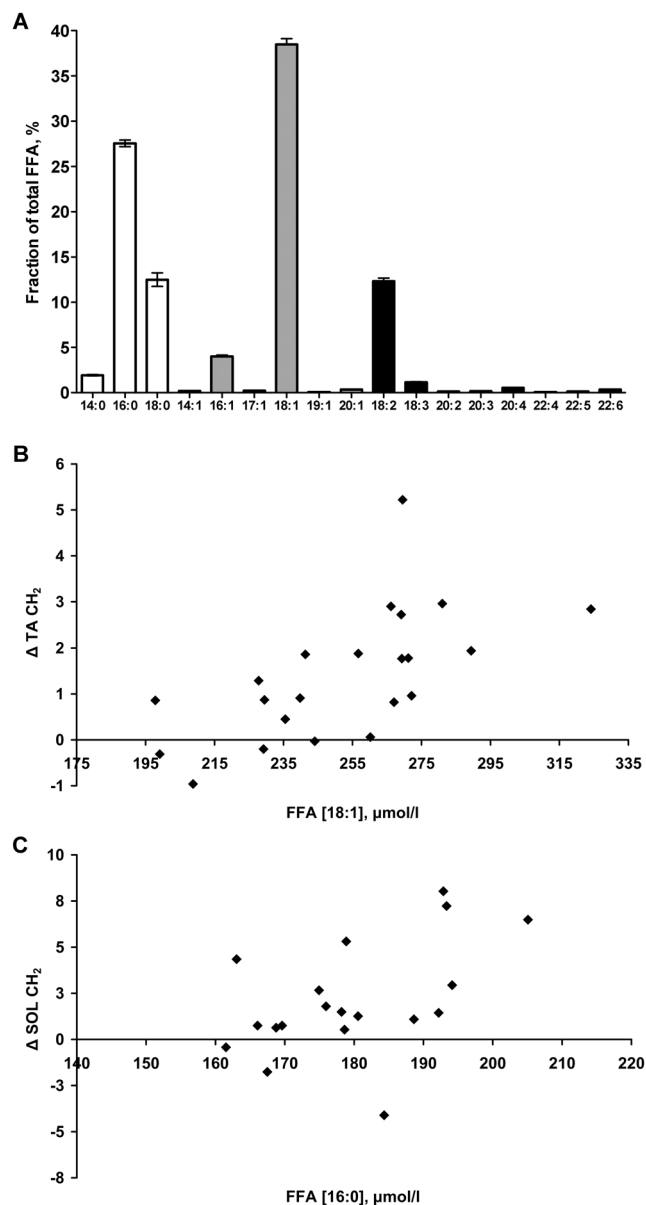 A
40
35
30
25
20
15
10
5
0
Fraction of total FFA, %
14:0 16:0 18:0 14:1 16:1 17:1 18:1 19:1 20:1 18:2 18:3 20:2 20:3 20:4 22:4 22:5 22:6
B
6
5
4
3
2
1
0
-1
Δ TA CH₂
175 195 215 235 255 275 295 315 335
FFA [18:1], μmol/l
C
10
8
5
3
0
-3
-5
-8
Δ SOL CH₂
140 150 160 170 180 190 200 210 220
FFA [16:0], μmol/l